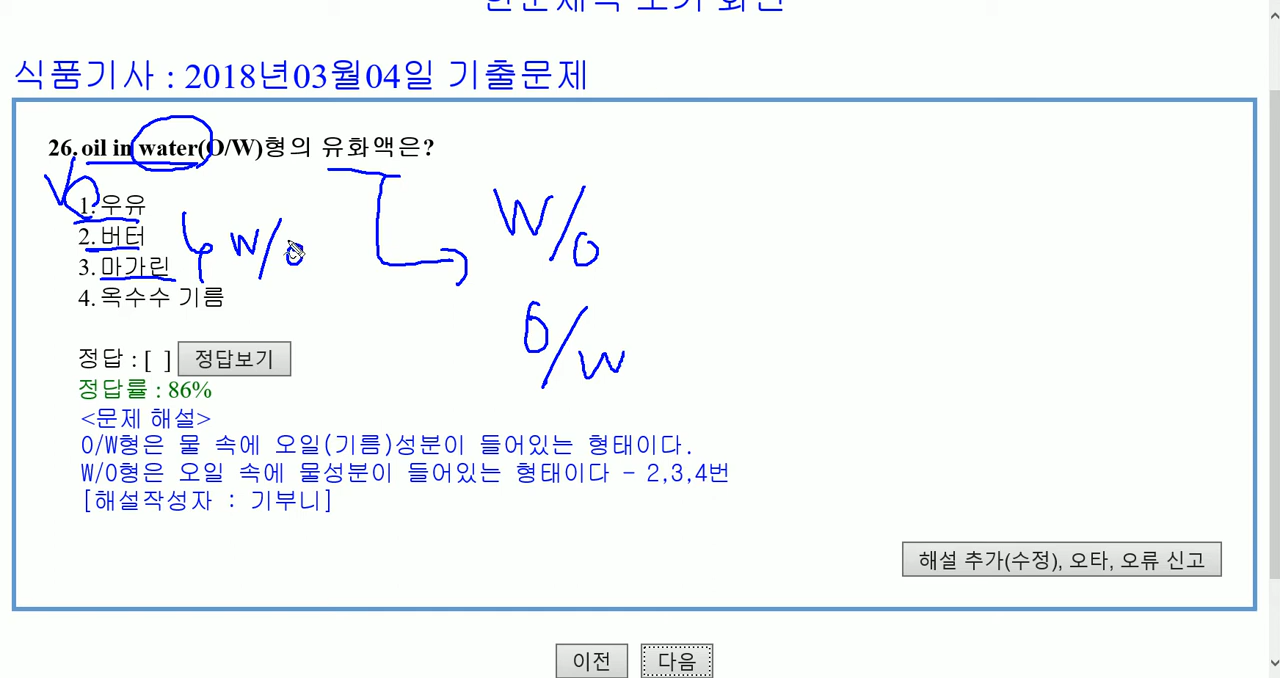 식품기사 : 2018년03월04일 기출문제
26. oil in water(O/W)형의 유화액은?
1. 우유
2. 버터
W/O
W/O
3. 마가린
4. 옥수수 기름
O/W
정답 : [ ] 정답보기
정답률 : 86%
<문제 해설>
O/W형은 물 속에 오일(기름)성분이 들어있는 형태이다.
W/O형은 오일 속에 물성분이 들어있는 형태이다 - 2,3,4번
[해설작성자 : 기부니]
해설 추가(수정), 오타, 오류 신고
이전 다음